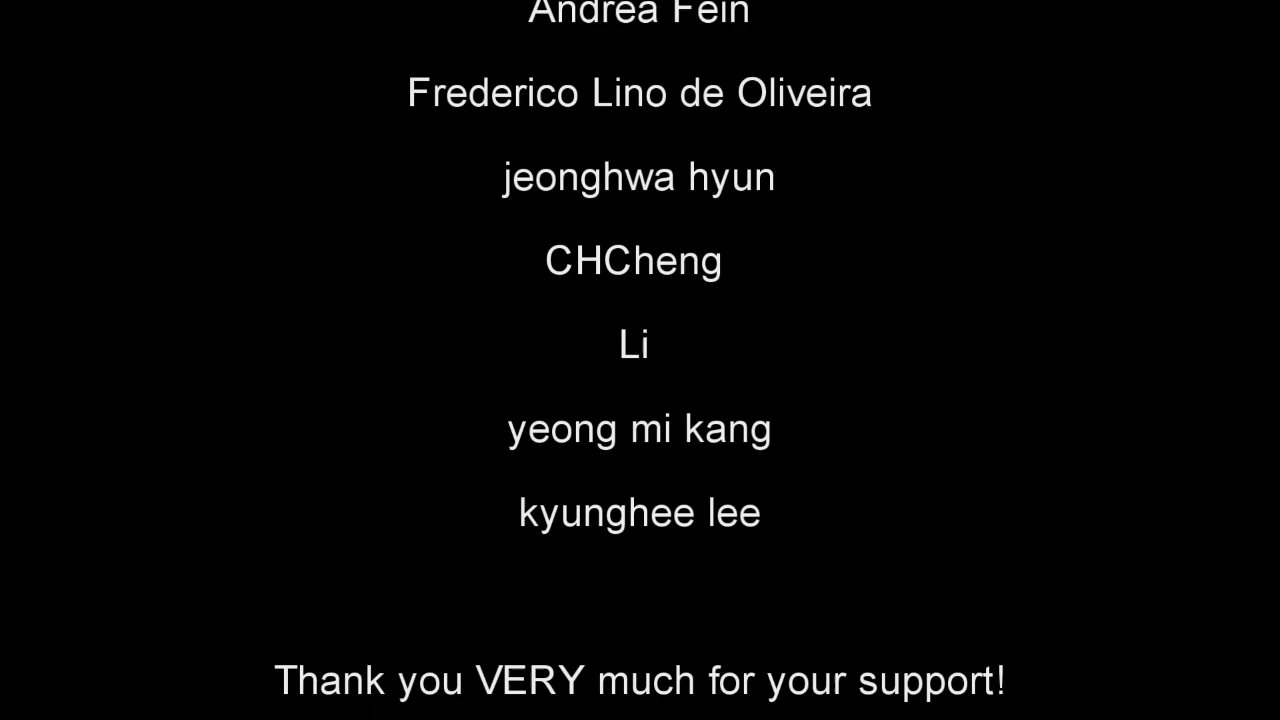 Andrea Fein
Frederico Lino de Oliveira
jeonghwa hyun
CHCheng
Li
yeong mi kang
kyunghee lee
Thank you VERY much for your support!